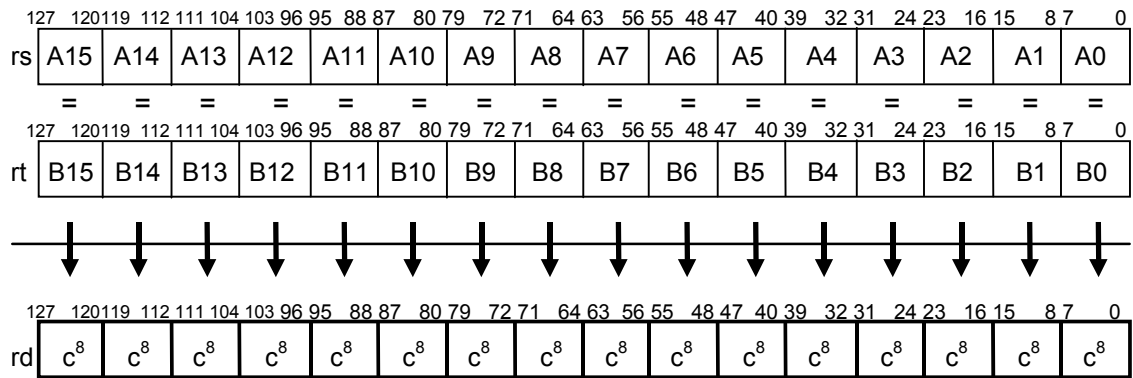 127 120 119 112 111 104 103 96 95 88 87 80 79 72 71 64 63 56 55 48 47 40 39 32 31 24 23 16 15 8 7 0
rs A15 A14 A13 A12 A11 A10 A9 A8 A7 A6 A5 A4 A3 A2 A1 A0
= = = = = = = = = = = = = = = =
127 120 119 112 111 104 103 96 95 88 87 80 79 72 71 64 63 56 55 48 47 40 39 32 31 24 23 16 15 8 7 0
rt B15 B14 B13 B12 B11 B10 B9 B8 B7 B6 B5 B4 B3 B2 B1 B0
127 120 119 112 111 104 103 96 95 88 87 80 79 72 71 64 63 56 55 48 47 40 39 32 31 24 23 16 15 8 7 0
rd c⁸ c⁸ c⁸ c⁸ c⁸ c⁸ c⁸ c⁸ c⁸ c⁸ c⁸ c⁸ c⁸ c⁸ c⁸ c⁸